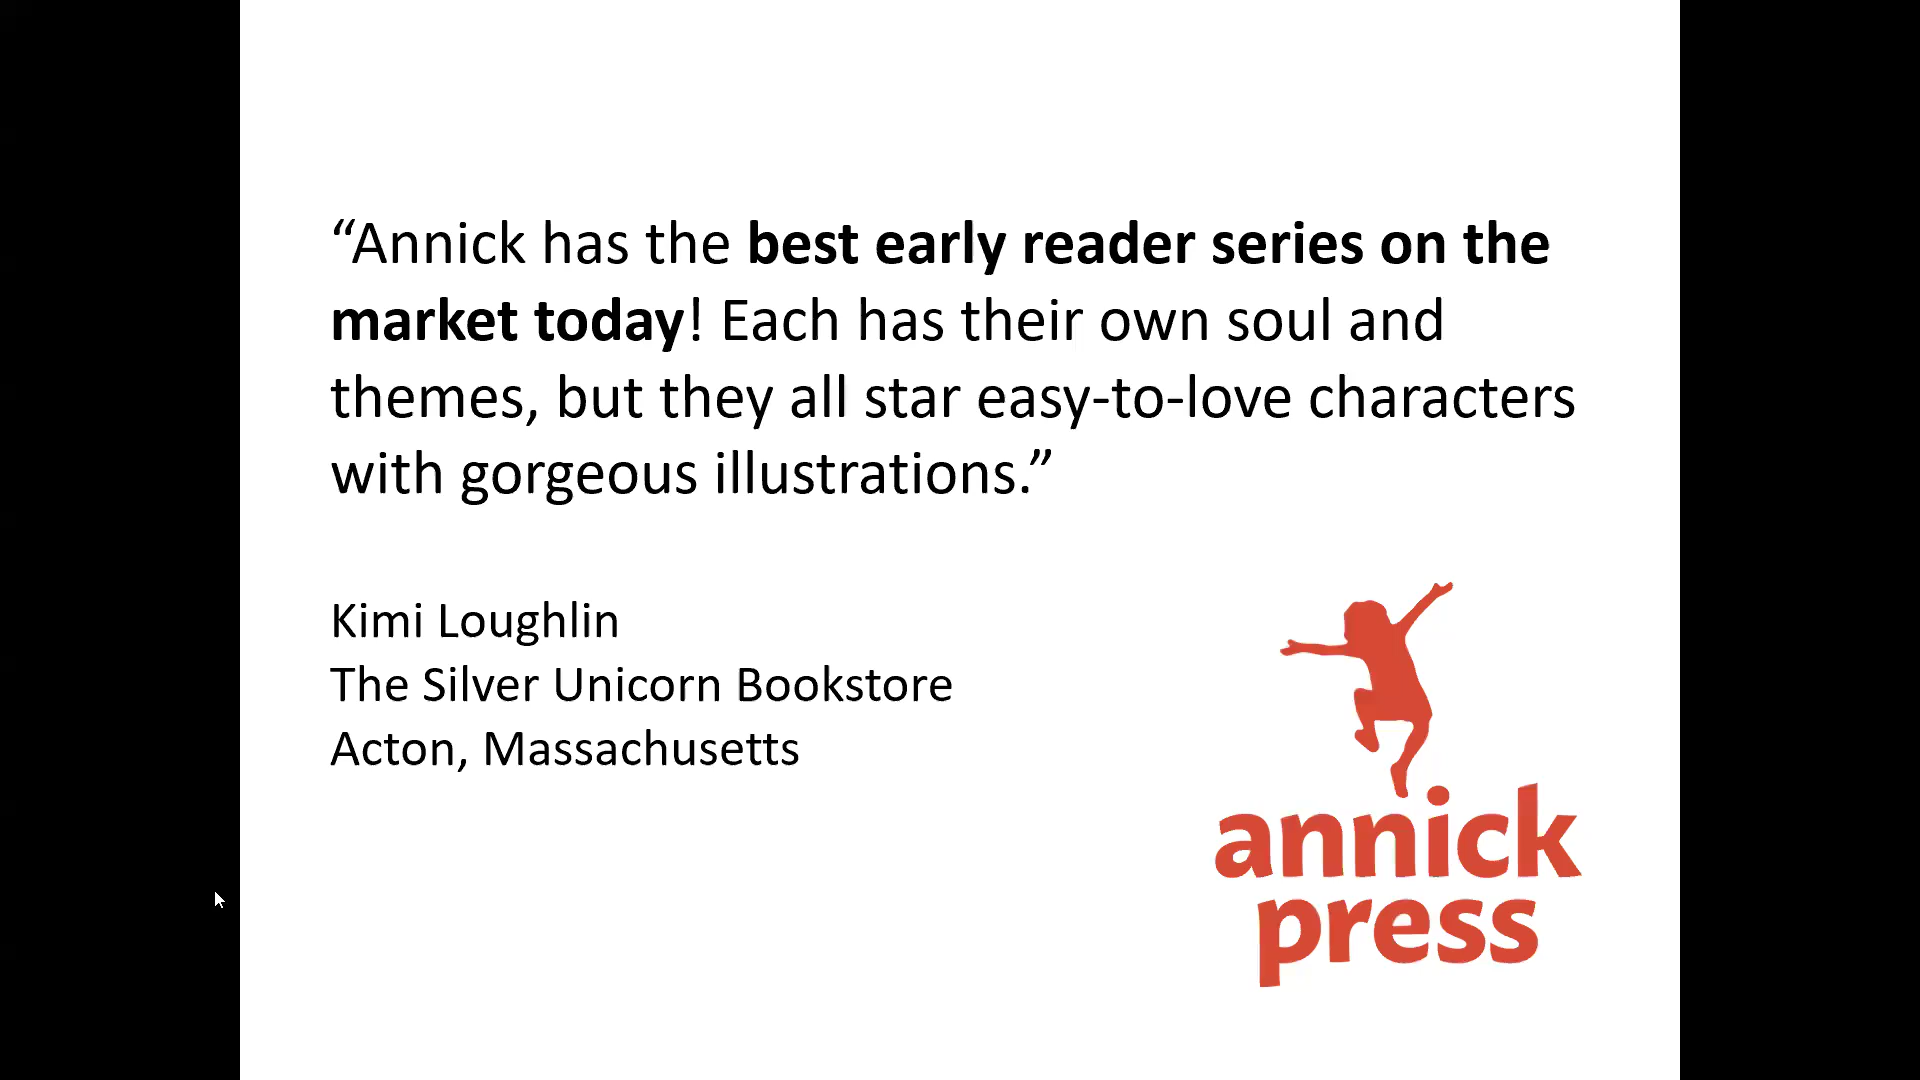 “Annick has the best early reader series on the
market today! Each has their own soul and
themes, but they all star easy-to-love characters
with gorgeous illustrations.”
Kimi Loughlin
The Silver Unicorn Bookstore
Acton, Massachusetts
annick
press